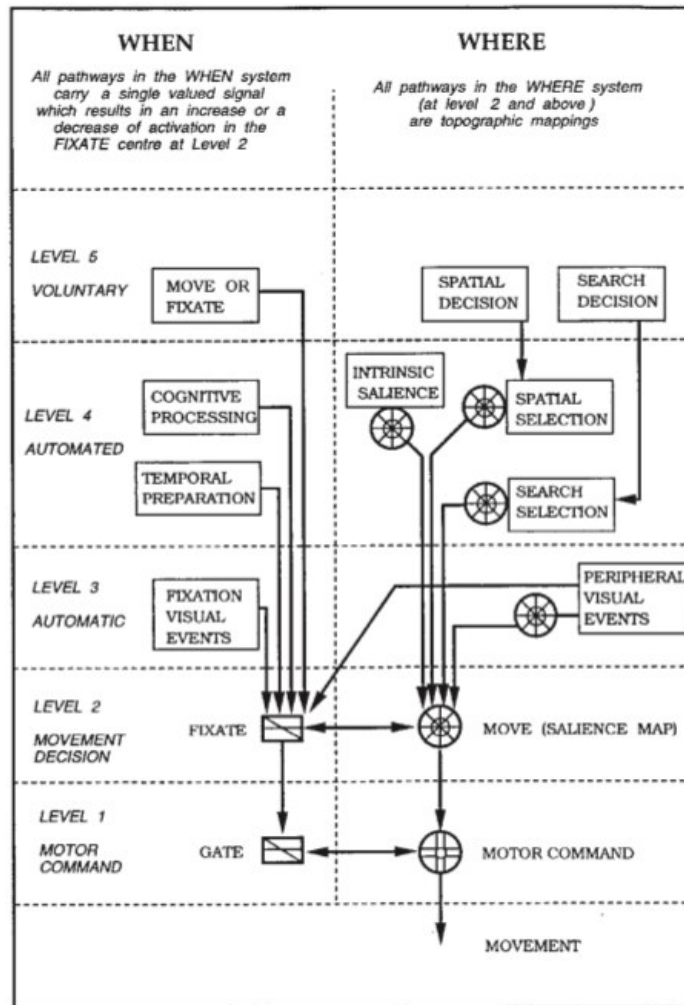 WHEN
All pathways in the WHEN system
carry a single valued signal
which results in an increase or a
decrease of activation in the
FIXATE centre at Level 2
WHERE
All pathways in the WHERE system
(at level 2 and above)
are topographic mappings
LEVEL 5
VOLUNTARY
MOVE OR
FIXATE
SPATIAL
DECISION
SEARCH
DECISION
LEVEL 4
AUTOMATED
COGNITIVE
PROCESSING
TEMPORAL
PREPARATION
INTRINSIC
SALIENCE
SPATIAL
SELECTION
SEARCH
SELECTION
LEVEL 3
AUTOMATIC
FIXATION
VISUAL
EVENTS
PERIPHERAL
VISUAL
EVENTS
LEVEL 2
MOVEMENT
DECISION
FIXATE
MOVE (SALIENCE MAP)
LEVEL 1
MOTOR
COMMAND
GATE
MOTOR COMMAND
MOVEMENT